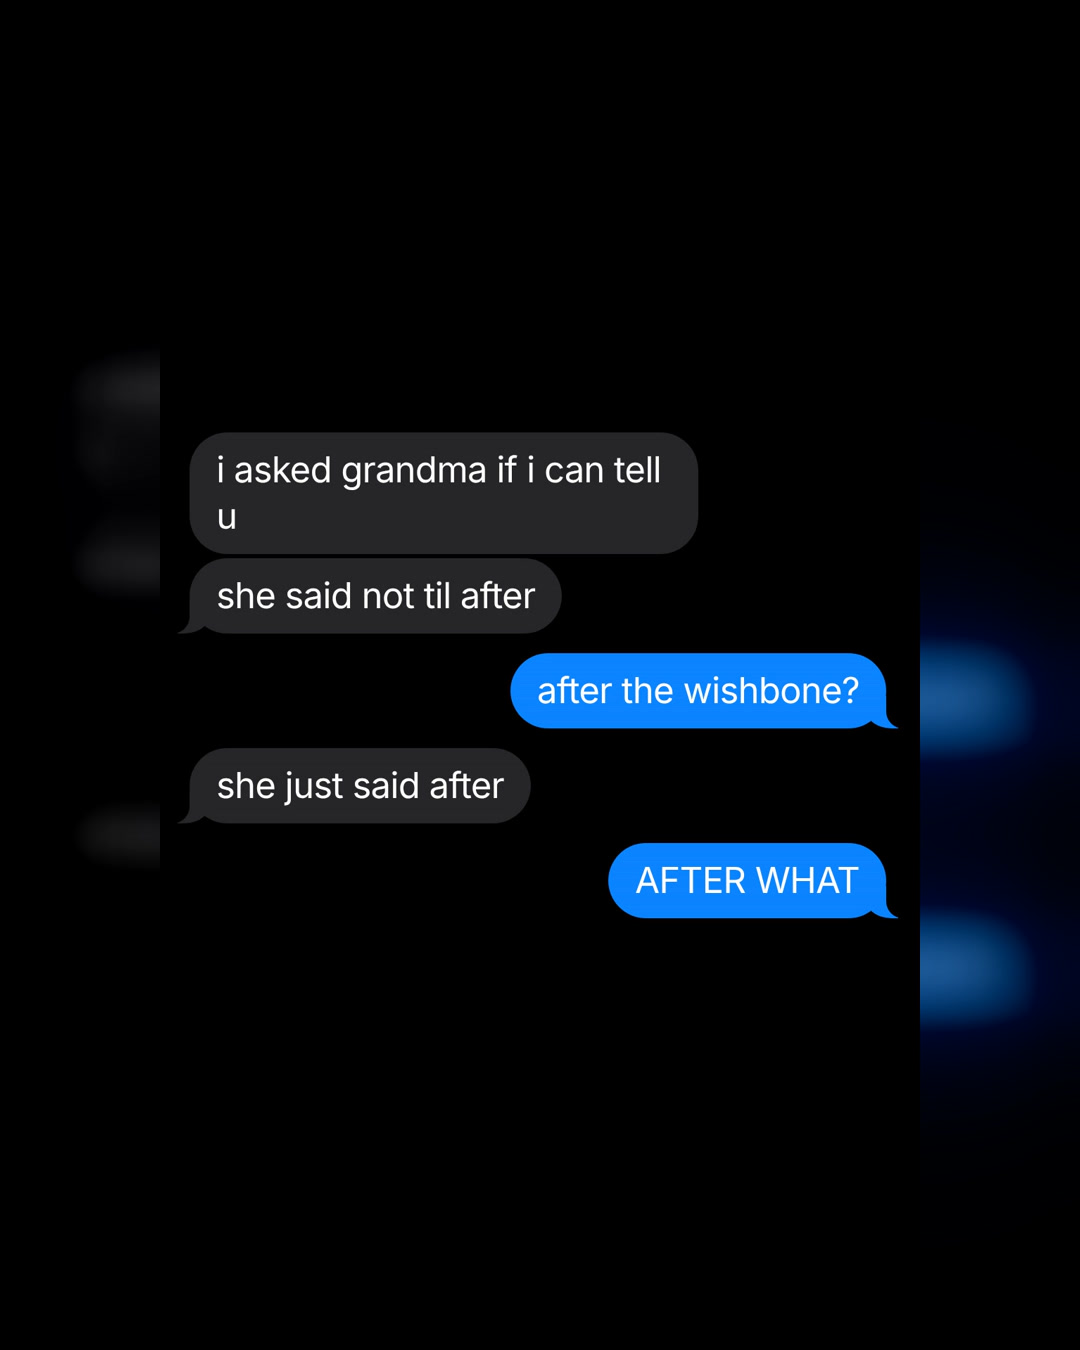 i asked grandma if i can tell
u
she said not til after
after the wishbone?
she just said after
AFTER WHAT